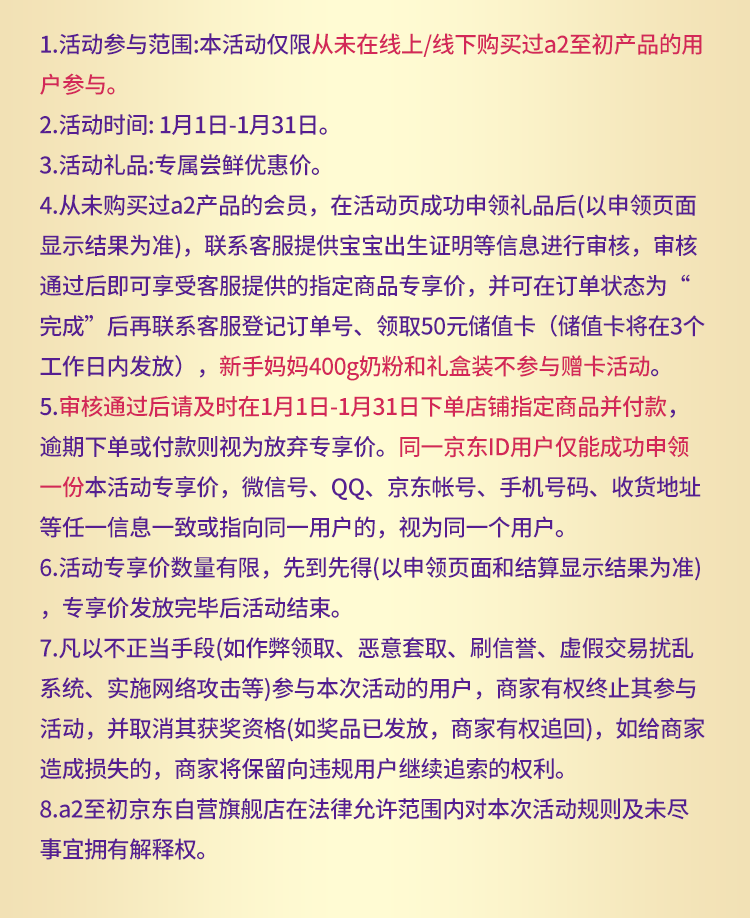 1.活动参与范围:本活动仅限从未在线上/线下购买过a2至初产品的用
户参与。
2.活动时间: 1月1日-1月31日。
3.活动礼品:专属尝鲜优惠价。
4.从未购买过a2产品的会员，在活动页成功申领礼品后(以申领页面
显示结果为准)，联系客服提供宝宝出生证明等信息进行审核，审核
通过后即可享受客服提供的指定商品专享价，并可在订单状态为“
完成”后再联系客服登记订单号、领取50元储值卡（储值卡将在3个
工作日内发放），新手妈妈400g奶粉和礼盒装不参与赠卡活动。
5.审核通过后请及时在1月1日-1月31日下单店铺指定商品并付款，
逾期下单或付款则视为放弃专享价。同一京东ID用户仅能成功申领
一份本活动专享价，微信号、QQ、京东帐号、手机号码、收货地址
等任一信息一致或指向同一用户的，视为同一个用户。
6.活动专享价数量有限，先到先得(以申领页面和结算显示结果为准)
，专享价发放完毕后活动结束。
7.凡以不正当手段(如作弊领取、恶意套取、刷信誉、虚假交易扰乱
系统、实施网络攻击等)参与本次活动的用户，商家有权终止其参与
活动，并取消其获奖资格(如奖品已发放，商家有权追回)，如给商家
造成损失的，商家将保留向违规用户继续追索的权利。
8.a2至初京东自营旗舰店在法律允许范围内对本次活动规则及未尽
事宜拥有解释权。